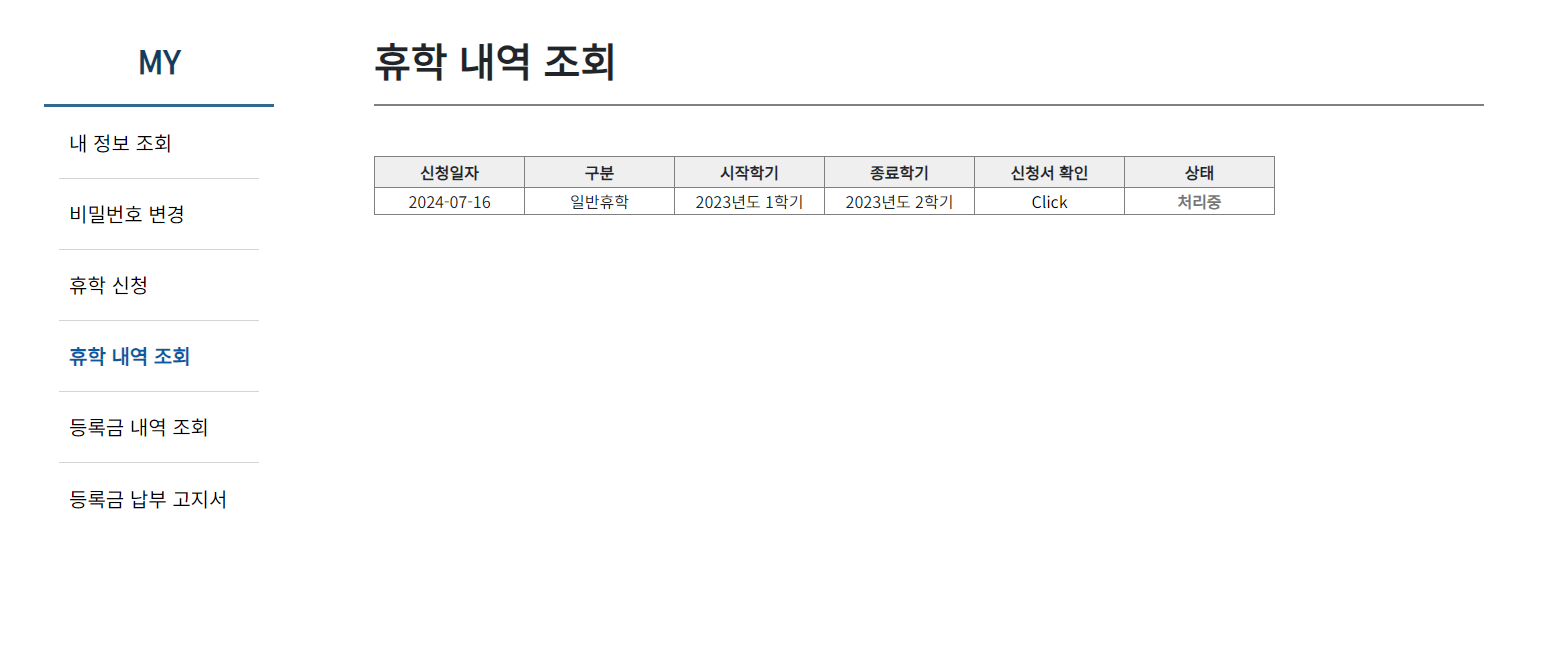 MY
내 정보 조회
비밀번호 변경
휴학 신청
휴학 내역 조회
등록금 내역 조회
등록금 납부 고지서
휴학 내역 조회
신청일자 구분 시작학기 종료학기 신청서 확인 상태
2024-07-16 일반휴학 2023년도 1학기 2023년도 2학기 Click 처리중